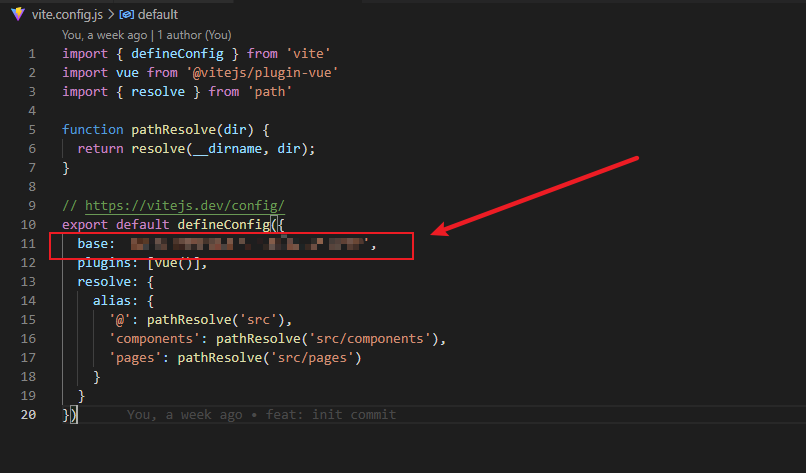 vite.config.js > default
You, a week ago | 1 author (You)
1 import { defineConfig } from 'vite'
2 import vue from '@vitejs/plugin-vue'
3 import { resolve } from 'path'
4
5 function pathResolve(dir) {
6 return resolve(__dirname, dir);
7 }
8
9 // https://vitejs.dev/config/
10 export default defineConfig({
11 base: ',
12 plugins: [vue()],
13 resolve: {
14 alias: {
15 '@': pathResolve('src'),
16 'components': pathResolve('src/components'),
17 'pages': pathResolve('src/pages')
18 }
19 }
20 }) You, a week ago • feat: init commit